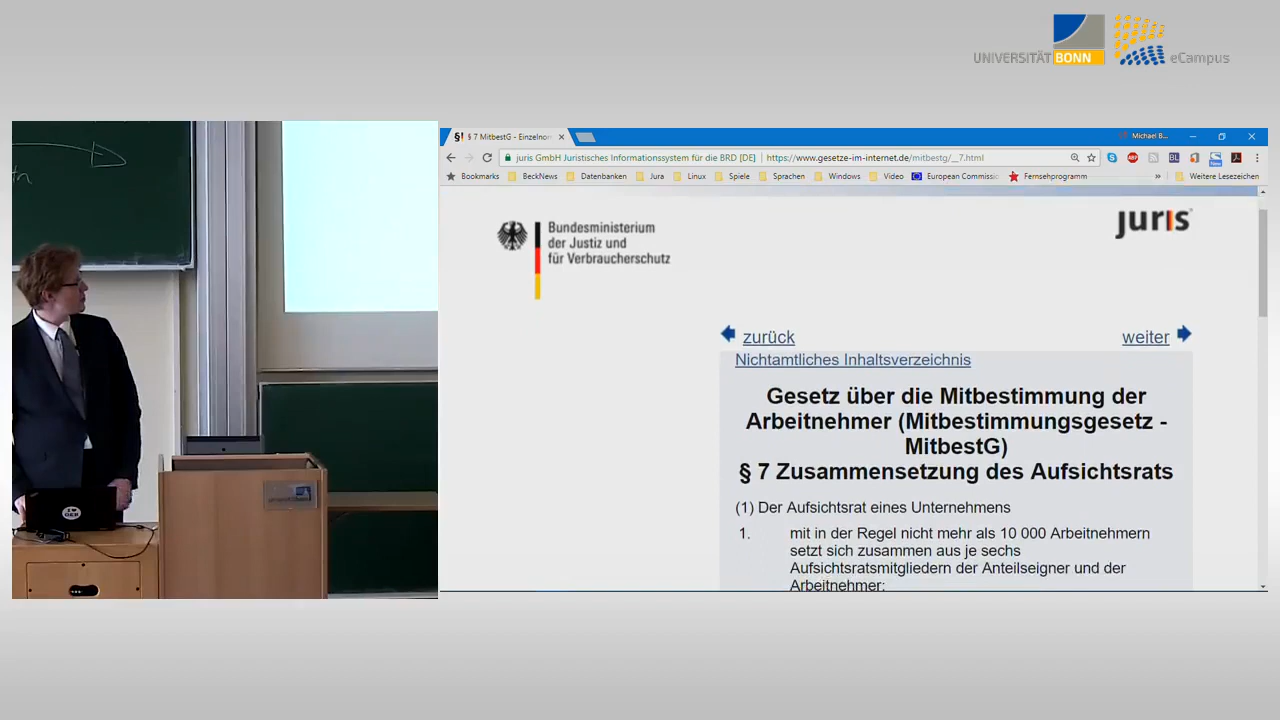 UNIVERSITÄT BONN
eCampus
§! § 7 MitbestG - Einzelnor
Michael B...
juris GmbH Juristisches Informationssystem für die BRD [DE] | https://www.gesetze-im-internet.de/mitbestg/__7.html
Bookmarks BeckNews Datenbanken Jura Linux Spiele Sprachen Windows Video European Commissio Fernsehprogramm » Weitere Lesezeichen
Bundesministerium
der Justiz und
für Verbraucherschutz
juris
zurück
weiter
Nichtamtliches Inhaltsverzeichnis
Gesetz über die Mitbestimmung der
Arbeitnehmer (Mitbestimmungsgesetz -
MitbestG)
§ 7 Zusammensetzung des Aufsichtsrats
(1) Der Aufsichtsrat eines Unternehmens
1. mit in der Regel nicht mehr als 10 000 Arbeitnehmern
setzt sich zusammen aus je sechs
Aufsichtsratsmitgliedern der Anteilseigner und der
Arbeitnehmer;